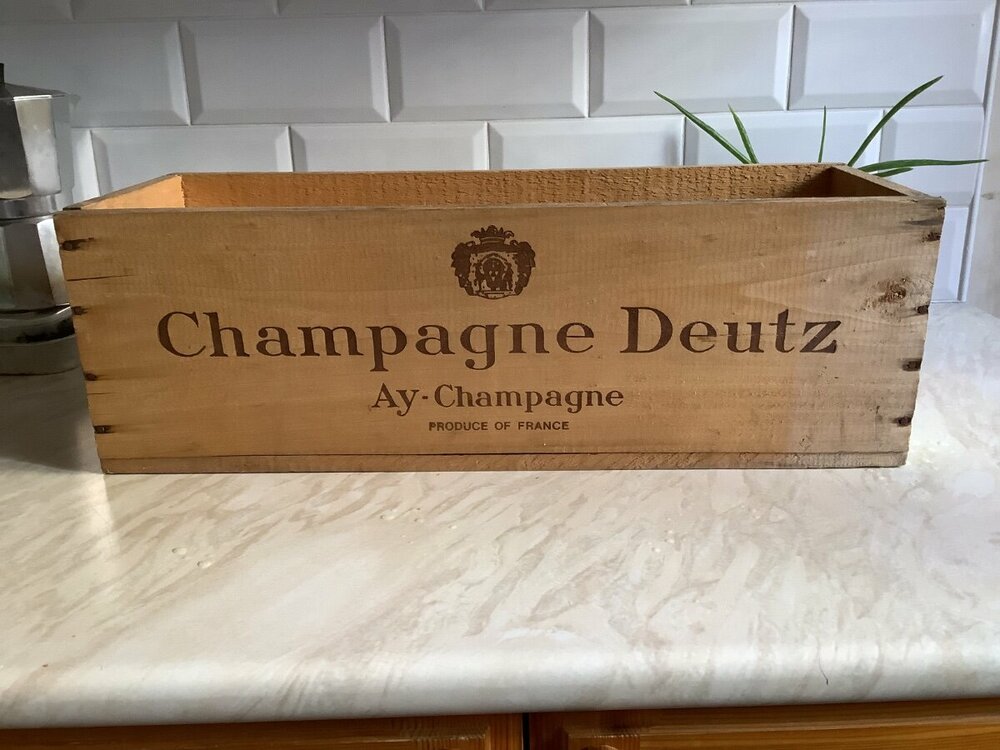 Champagne Deutz
Ay-Champagne
PRODUCE OF FRANCE